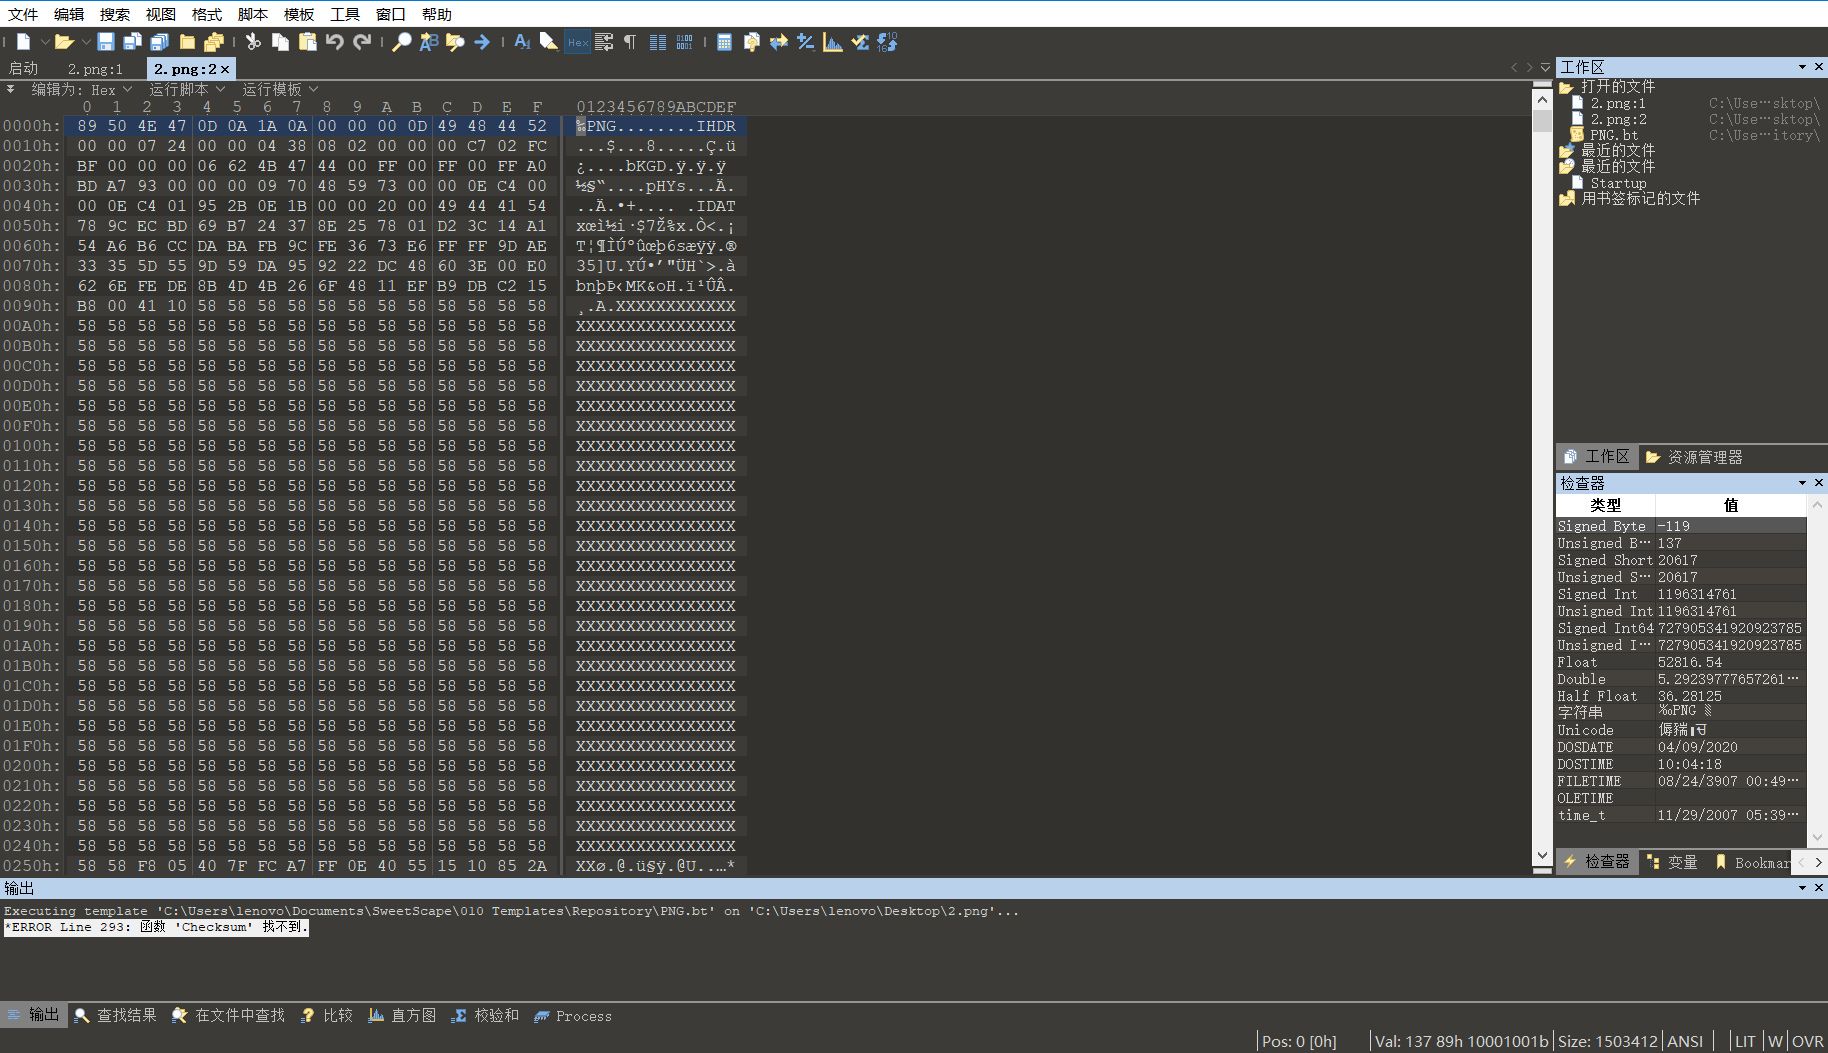 文件 编辑 搜索 视图 格式 脚本 模板 工具 窗口 帮助
Hex
启动 2.png:1 2.png:2 ×
编辑为: Hex 运行脚本 运行模板
0 1 2 3 4 5 6 7 8 9 A B C D E F 0123456789ABCDEF
0000h: 89 50 4E 47 0D 0A 1A 0A 00 00 00 0D 49 48 44 52 ‰PNG........IHDR
0010h: 00 00 07 24 00 00 04 38 08 02 00 00 00 C7 02 FC ...$...8.....Ç.ü
0020h: BF 00 00 00 06 62 4B 47 44 00 FF 00 FF 00 FF A0 ¿....bKGD.ÿ.ÿ.ÿ
0030h: BD A7 93 00 00 00 09 70 48 59 73 00 00 0E C4 00 ½§“....pHYs...Ä.
0040h: 00 0E C4 01 95 2B 0E 1B 00 00 20 00 49 44 41 54 ..Ä.•+.... .IDAT
0050h: 78 9C EC BD 69 B7 24 37 8E 25 78 01 D2 3C 14 A1 xœì½i·$7Ž%x.Ò<.¡
0060h: 54 A6 B6 CC DA BA FB 9C FE 36 73 E6 FF FF 9D AE T¦¶ÌÚºûœþ6sæÿÿ.®
0070h: 33 35 5D 55 9D 59 DA 95 92 22 DC 48 60 3E 00 E0 35]U.YÚ•’"ÜH`>.à
0080h: 62 6E FE DE 8B 4D 4B 26 6F 48 11 EF B9 DB C2 15 bnþÞ‹MK&oH.ï¹ÛÂ.
0090h: B8 00 41 10 58 58 58 58 58 58 58 58 58 58 58 58 ¸.A.XXXXXXXXXXXX
00A0h: 58 58 58 58 58 58 58 58 58 58 58 58 58 58 58 58 XXXXXXXXXXXXXXXX
00B0h: 58 58 58 58 58 58 58 58 58 58 58 58 58 58 58 58 XXXXXXXXXXXXXXXX
00C0h: 58 58 58 58 58 58 58 58 58 58 58 58 58 58 58 58 XXXXXXXXXXXXXXXX
00D0h: 58 58 58 58 58 58 58 58 58 58 58 58 58 58 58 58 XXXXXXXXXXXXXXXX
00E0h: 58 58 58 58 58 58 58 58 58 58 58 58 58 58 58 58 XXXXXXXXXXXXXXXX
00F0h: 58 58 58 58 58 58 58 58 58 58 58 58 58 58 58 58 XXXXXXXXXXXXXXXX
0100h: 58 58 58 58 58 58 58 58 58 58 58 58 58 58 58 58 XXXXXXXXXXXXXXXX
0110h: 58 58 58 58 58 58 58 58 58 58 58 58 58 58 58 58 XXXXXXXXXXXXXXXX
0120h: 58 58 58 58 58 58 58 58 58 58 58 58 58 58 58 58 XXXXXXXXXXXXXXXX
0130h: 58 58 58 58 58 58 58 58 58 58 58 58 58 58 58 58 XXXXXXXXXXXXXXXX
0140h: 58 58 58 58 58 58 58 58 58 58 58 58 58 58 58 58 XXXXXXXXXXXXXXXX
0150h: 58 58 58 58 58 58 58 58 58 58 58 58 58 58 58 58 XXXXXXXXXXXXXXXX
0160h: 58 58 58 58 58 58 58 58 58 58 58 58 58 58 58 58 XXXXXXXXXXXXXXXX
0170h: 58 58 58 58 58 58 58 58 58 58 58 58 58 58 58 58 XXXXXXXXXXXXXXXX
0180h: 58 58 58 58 58 58 58 58 58 58 58 58 58 58 58 58 XXXXXXXXXXXXXXXX
0190h: 58 58 58 58 58 58 58 58 58 58 58 58 58 58 58 58 XXXXXXXXXXXXXXXX
01A0h: 58 58 58 58 58 58 58 58 58 58 58 58 58 58 58 58 XXXXXXXXXXXXXXXX
01B0h: 58 58 58 58 58 58 58 58 58 58 58 58 58 58 58 58 XXXXXXXXXXXXXXXX
01C0h: 58 58 58 58 58 58 58 58 58 58 58 58 58 58 58 58 XXXXXXXXXXXXXXXX
01D0h: 58 58 58 58 58 58 58 58 58 58 58 58 58 58 58 58 XXXXXXXXXXXXXXXX
01E0h: 58 58 58 58 58 58 58 58 58 58 58 58 58 58 58 58 XXXXXXXXXXXXXXXX
01F0h: 58 58 58 58 58 58 58 58 58 58 58 58 58 58 58 58 XXXXXXXXXXXXXXXX
0200h: 58 58 58 58 58 58 58 58 58 58 58 58 58 58 58 58 XXXXXXXXXXXXXXXX
0210h: 58 58 58 58 58 58 58 58 58 58 58 58 58 58 58 58 XXXXXXXXXXXXXXXX
0220h: 58 58 58 58 58 58 58 58 58 58 58 58 58 58 58 58 XXXXXXXXXXXXXXXX
0230h: 58 58 58 58 58 58 58 58 58 58 58 58 58 58 58 58 XXXXXXXXXXXXXXXX
0240h: 58 58 58 58 58 58 58 58 58 58 58 58 58 58 58 58 XXXXXXXXXXXXXXXX
0250h: 58 58 F8 05 40 7F FC A7 FF 0E 40 55 15 10 85 2A XXø.@.ü§ÿ.@U..…*
工作区
打开的文件
2.png:1 C:\Use…sktop\
2.png:2 C:\Use…sktop\
PNG.bt C:\Us…itory\
最近的文件
最近的文件
Startup
用书签标记的文件
工作区 资源管理器
检查器
类型 值
Signed Byte -119
Unsigned B… 137
Signed Short 20617
Unsigned S… 20617
Signed Int 1196314761
Unsigned Int 1196314761
Signed Int64 727905341920923785
Unsigned I… 727905341920923785
Float 52816.54
Double 5.29239777657261…
Half Float 36.28125
字符串 ‰PNG
Unicode
DOSDATE 04/09/2020
DOSTIME 10:04:18
FILETIME 08/24/3907 00:49…
OLETIME
time_t 11/29/2007 05:39…
检查器 变量 Bookmar
输出
Executing template 'C:\Users\lenovo\Documents\SweetScape\010 Templates\Repository\PNG.bt' on 'C:\Users\lenovo\Desktop\2.png'...
*ERROR Line 293: 函数 'Checksum' 找不到.
输出 查找结果 在文件中查找 比较 直方图 校验和 Process
Pos: 0 [0h] Val: 137 89h 10001001b Size: 1503412 ANSI LIT W OVR